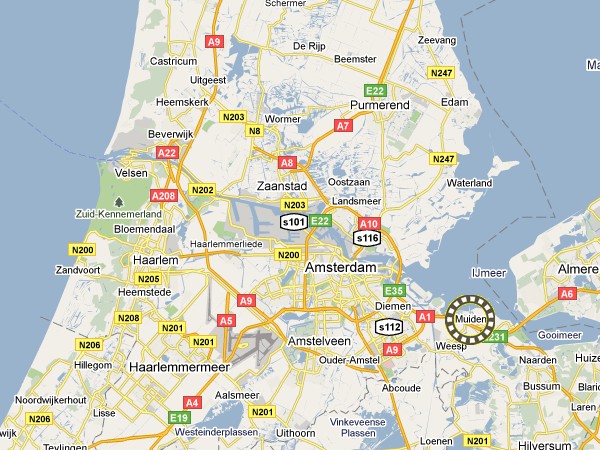 Zeevang
A9
De Rijp
Castricum
Beemster
Ma
Uitgeest
N247
E22
Heemskerk
Purmerend
Edam
N203
Wormer
A7
N8
Beverwijk
A22
A8
N247
Velsen
Oostzaan
Zaanstad
Waterland
A208
N202
Landsmeer
N203
Zuid-Kennemerland
s101
E22
A10
Bloemendaal
s116
Haarlemmerliede
N200
N200
Haarlem
Amsterdam
IJmeer
Zandvoort
Almere
N205
Heemstede
E35
A6
A9
Diemen
N208
A5
A1
Muiden
N206
N201
N201
s112
231
Gooimeer
Amstelveen
Weesp
A9
Hillegom
Ouder-Amstel
Naarden
Huize
Haarlemmermeer
Abcoude
Bussum
Noordwijkerhout
Aalsmeer
A4
Laren
Lisse
N201
N206
E19
Vinkeveense
Plassen
Blaricum
wijk
Westeinderplassen
Uithoorn
Loenen
N201
Hilversum
Teylingen